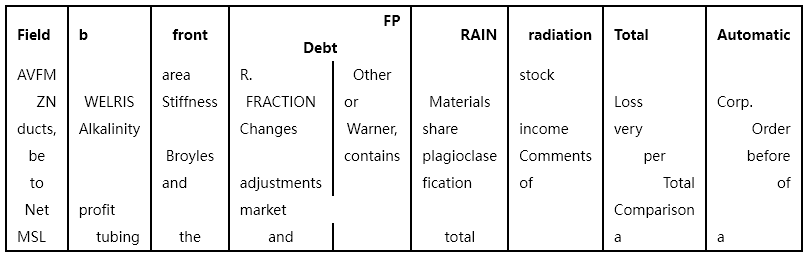 Field b front FP Debt RAIN radiation Total Automatic
AVFM area R. Other stock
ZN WELRIS Stiffness FRACTION or Materials Loss Corp.
ducts, Alkalinity Changes Warner, share income very Order
be Broyles contains plagioclase Comments per before
to and adjustments fication of Total of
Net profit market Comparison
MSL tubing the and total a a